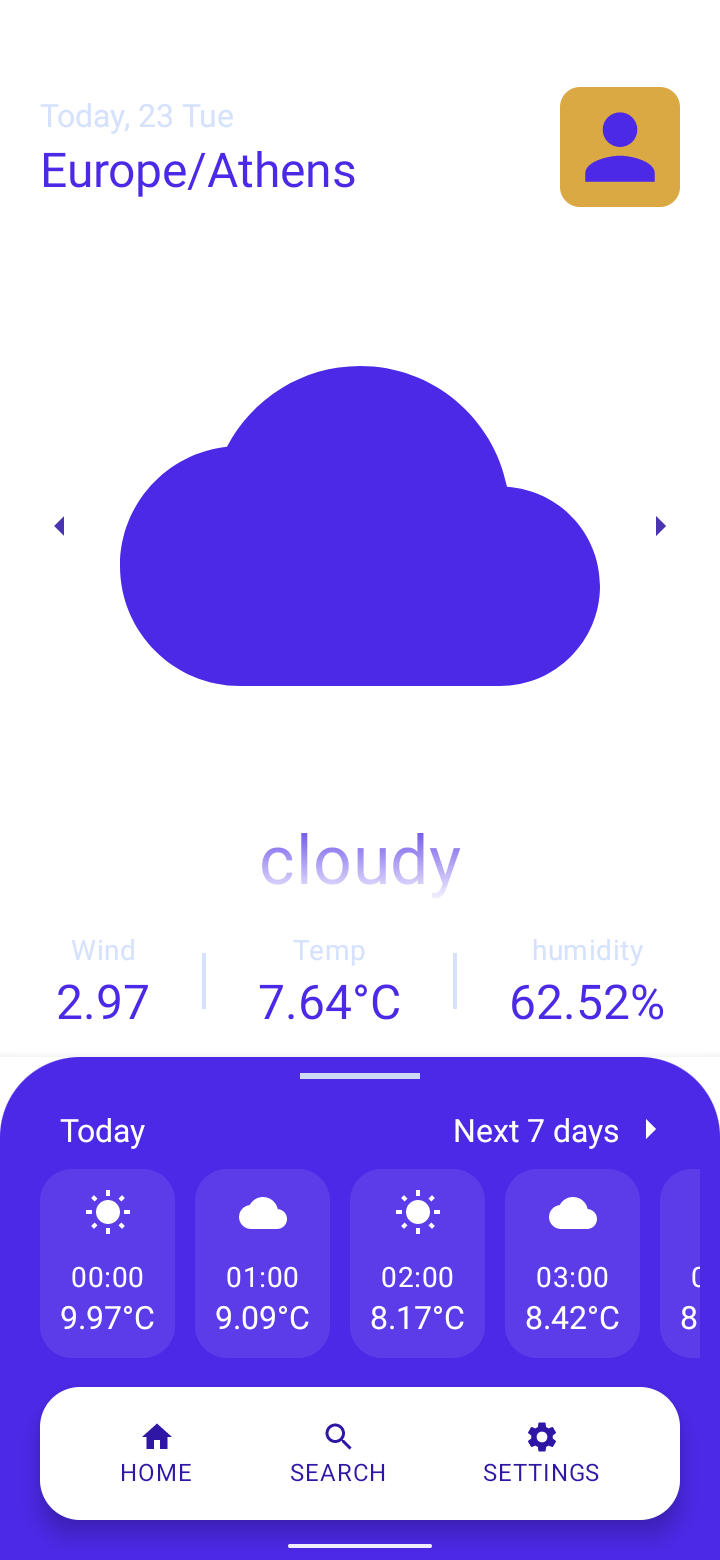 Today, 23 Tue
Europe/Athens
cloudy
Wind Temp humidity
2.97 7.64°C 62.52%
Today Next 7 days
00:00 01:00 02:00 03:00
9.97°C 9.09°C 8.17°C 8.42°C 8
HOME SEARCH SETTINGS